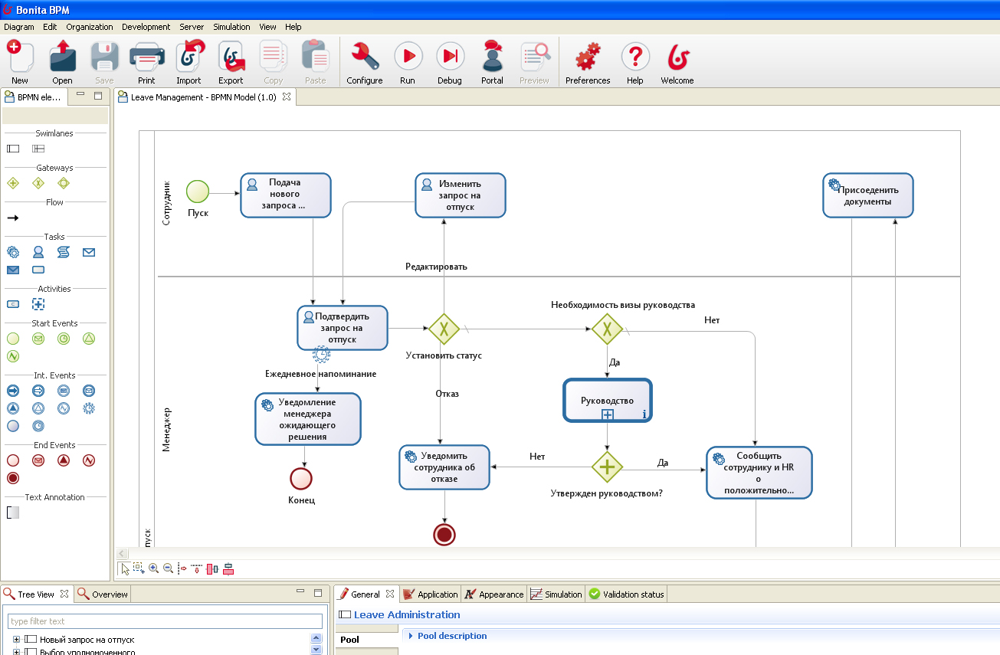 Bonita BPM
Diagram Edit Organization Development Server Simulation View Help
New Open Save Print Import Export Copy Paste Configure Run Debug Portal Preview Preferences Help Welcome
BPMN ele...
Leave Management - BPMN Model (1.0)
Swimlanes
Gateways
Flow
Tasks
Activities
C
Start Events
Int. Events
End Events
Text Annotation
Сотрудник
Пуск
Подача
нового
запроса ...
Изменить
запрос на
отпуск
Присоеденить
документы
Редактировать
Менеджер
Подтвердить
запрос на
отпуск
Установить статус
Необходимость визы руководства
Нет
Да
Ежедневное напоминание
Отказ
Руководство
Уведомление
менеджера
ожидающего
решения
Уведомить
сотрудника об
отказе
Нет
Да
Сообщить
сотруднику и HR
о
положительно...
Утвержден руководством?
Конец
пуск
Tree View Overview
General Application Appearance Simulation Validation status
type filter text
Leave Administration
Новый запрос на отпуск
Выбор уполномоченного
Pool
Pool description